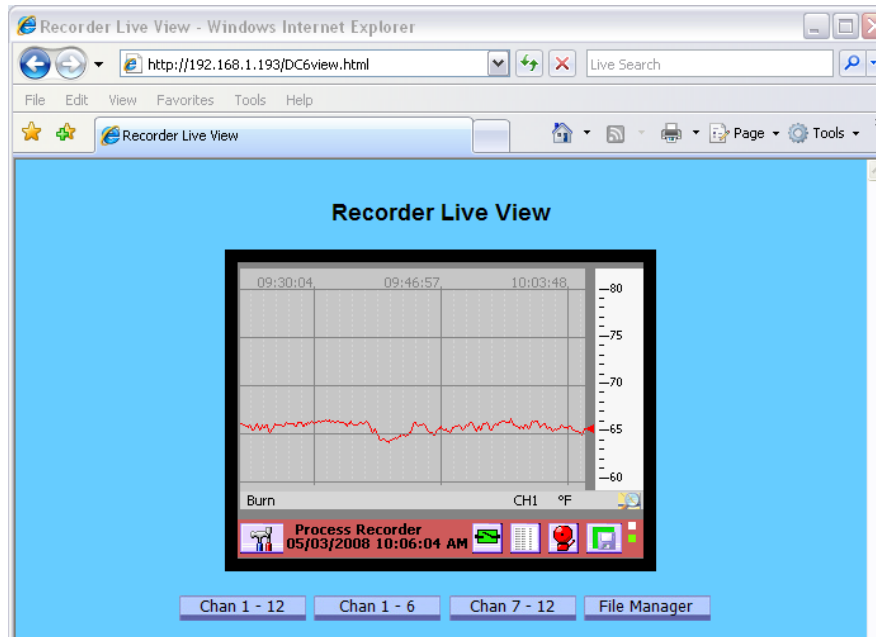 Recorder Live View - Windows Internet Explorer
http://192.168.1.193/DC6view.html
Live Search
File Edit View Favorites Tools Help
Recorder Live View
Page Tools
Recorder Live View
09:30:04 09:46:57 10:03:48
80
75
70
65
60
Burn CH1 °F
Process Recorder
05/03/2008 10:06:04 AM
Chan 1 - 12 Chan 1 - 6 Chan 7 - 12 File Manager